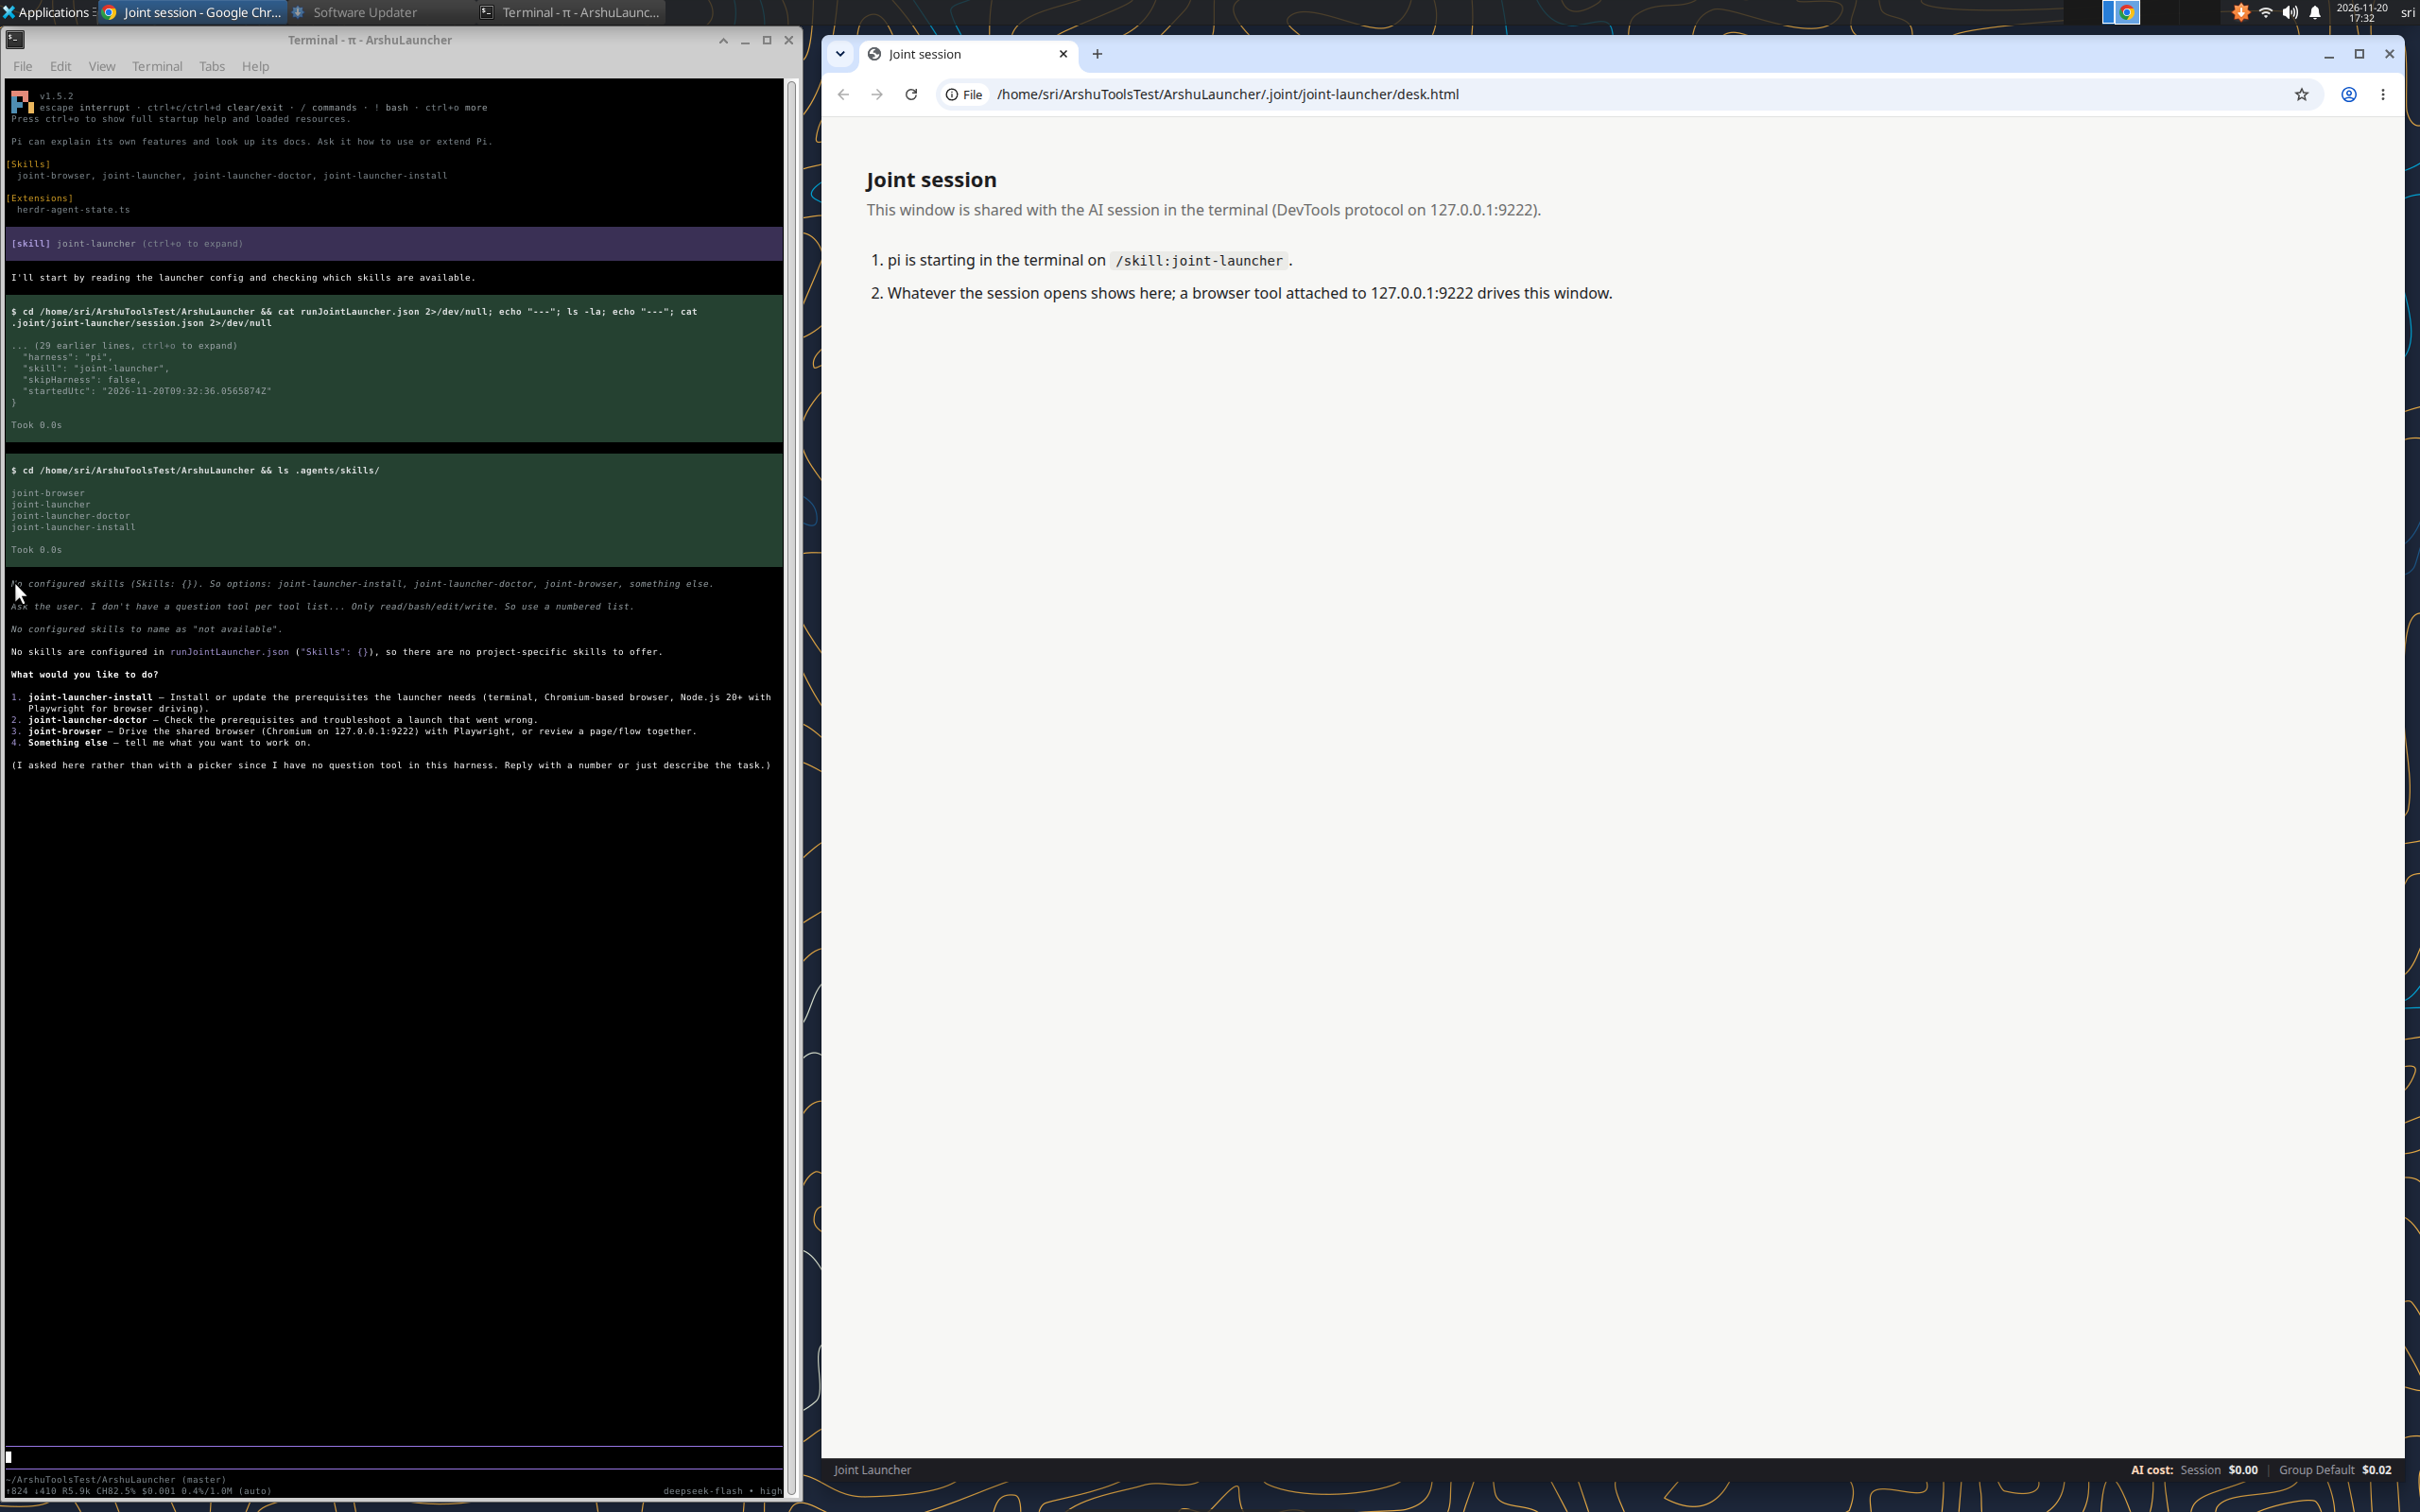 Applications
Joint session - Google Chr...
Software Updater
Terminal - π - ArshuLaunc...
2026-11-20
17:32
sri
Terminal - π - ArshuLauncher
File Edit View Terminal Tabs Help
v1.5.2
escape interrupt · ctrl+c/ctrl+d clear/exit · / commands · ! bash · ctrl+o more
Press ctrl+o to show full startup help and loaded resources.
Pi can explain its own features and look up its docs. Ask it how to use or extend Pi.
[Skills]
joint-browser, joint-launcher, joint-launcher-doctor, joint-launcher-install
[Extensions]
herdr-agent-state.ts
[skill] joint-launcher (ctrl+o to expand)
I'll start by reading the launcher config and checking which skills are available.
$ cd /home/sri/ArshuToolsTest/ArshuLauncher && cat runJointLauncher.json 2>/dev/null; echo "---"; ls -la; echo "---"; cat
.joint/joint-launcher/session.json 2>/dev/null
... (29 earlier lines, ctrl+o to expand)
"harness": "pi",
"skill": "joint-launcher",
"skipHarness": false,
"startedUtc": "2026-11-20T09:32:36.0565874Z"
}
Took 0.0s
$ cd /home/sri/ArshuToolsTest/ArshuLauncher && ls .agents/skills/
joint-browser
joint-launcher
joint-launcher-doctor
joint-launcher-install
Took 0.0s
No configured skills (Skills: {}). So options: joint-launcher-install, joint-launcher-doctor, joint-browser, something else.
Ask the user. I don't have a question tool per tool list... Only read/bash/edit/write. So use a numbered list.
No configured skills to name as "not available".
No skills are configured in runJointLauncher.json ("Skills": {}), so there are no project-specific skills to offer.
What would you like to do?
1. joint-launcher-install — Install or update the prerequisites the launcher needs (terminal, Chromium-based browser, Node.js 20+ with
Playwright for browser driving).
2. joint-launcher-doctor — Check the prerequisites and troubleshoot a launch that went wrong.
3. joint-browser — Drive the shared browser (Chromium on 127.0.0.1:9222) with Playwright, or review a page/flow together.
4. Something else — tell me what you want to work on.
(I asked here rather than with a picker since I have no question tool in this harness. Reply with a number or just describe the task.)
~/ArshuToolsTest/ArshuLauncher (master)
↑824 ↓410 R5.9k CH82.5% $0.001 0.4%/1.0M (auto)
deepseek-flash • high
Joint session
File
/home/sri/ArshuToolsTest/ArshuLauncher/.joint/joint-launcher/desk.html
Joint session
This window is shared with the AI session in the terminal (DevTools protocol on 127.0.0.1:9222).
1. pi is starting in the terminal on /skill:joint-launcher .
2. Whatever the session opens shows here; a browser tool attached to 127.0.0.1:9222 drives this window.
Joint Launcher
AI cost: Session $0.00 | Group Default $0.02